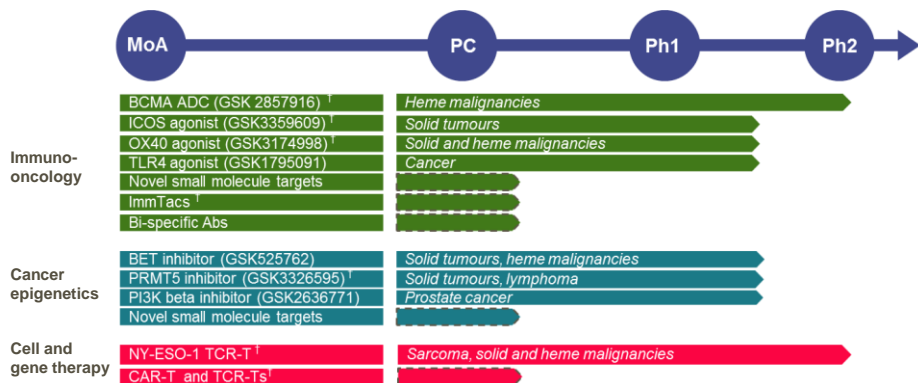 MoA PC Ph1 Ph2
BCMA ADC (GSK 2857916) † Heme malignancies
ICOS agonist (GSK3359609) † Solid tumours
OX40 agonist (GSK3174998) † Solid and heme malignancies
Immuno-
oncology
TLR4 agonist (GSK1795091) Cancer
Novel small molecule targets
ImmTacs †
Bi-specific Abs
BET inhibitor (GSK525762) Solid tumours, heme malignancies
Cancer
epigenetics
PRMT5 inhibitor (GSK3326595) † Solid tumours, lymphoma
PI3K beta inhibitor (GSK2636771) Prostate cancer
Novel small molecule targets
Cell and
gene therapy
NY-ESO-1 TCR-T † Sarcoma, solid and heme malignancies
CAR-T and TCR-Ts†